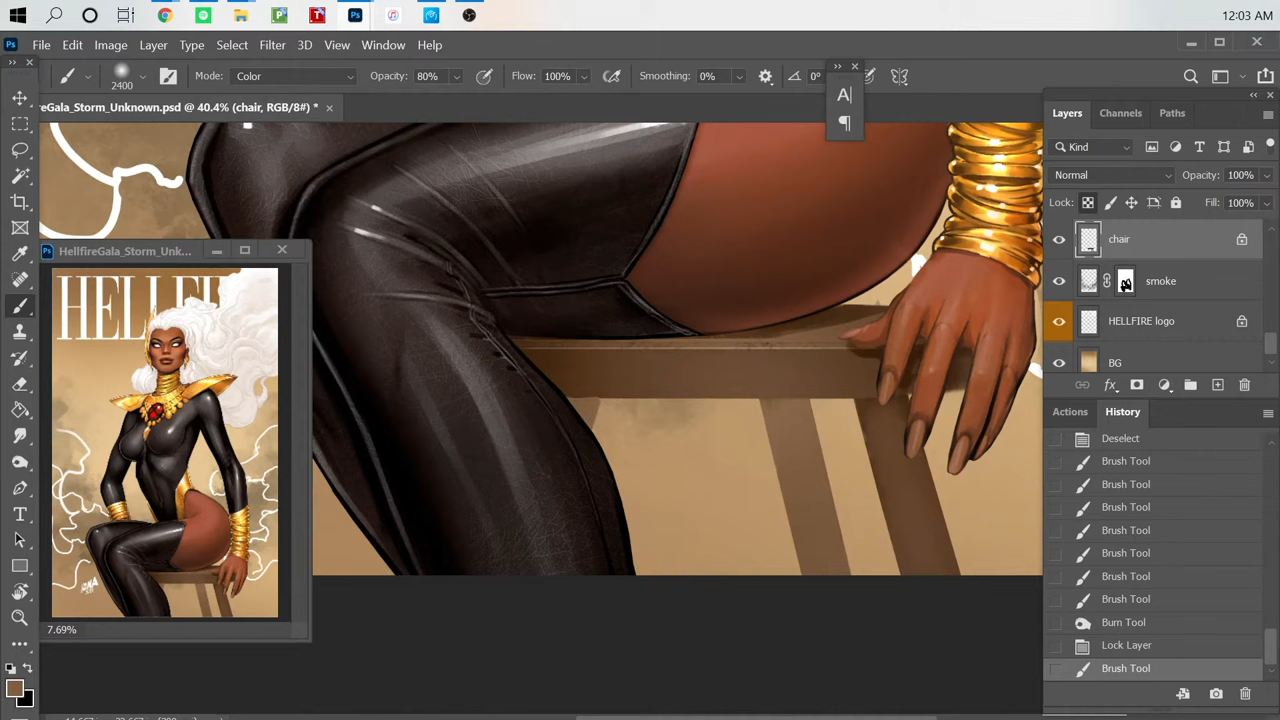 12:03 AM
Ps File Edit Image Layer Type Select Filter 3D View Window Help
2400 Mode: Color Opacity: 80% Flow: 100% Smoothing: 0% 0°
ireGala_Storm_Unknown.psd @ 40.4% (chair, RGB/8#) *
A
¶
Layers Channels Paths
Kind
Normal Opacity: 100%
Lock: Fill: 100%
chair
smoke
HELLFIRE logo
BG
fx
Actions History
Deselect
Brush Tool
Brush Tool
Brush Tool
Brush Tool
Brush Tool
Brush Tool
Brush Tool
Burn Tool
Lock Layer
Brush Tool
Ps HellfireGala_Storm_Unk...
7.69%